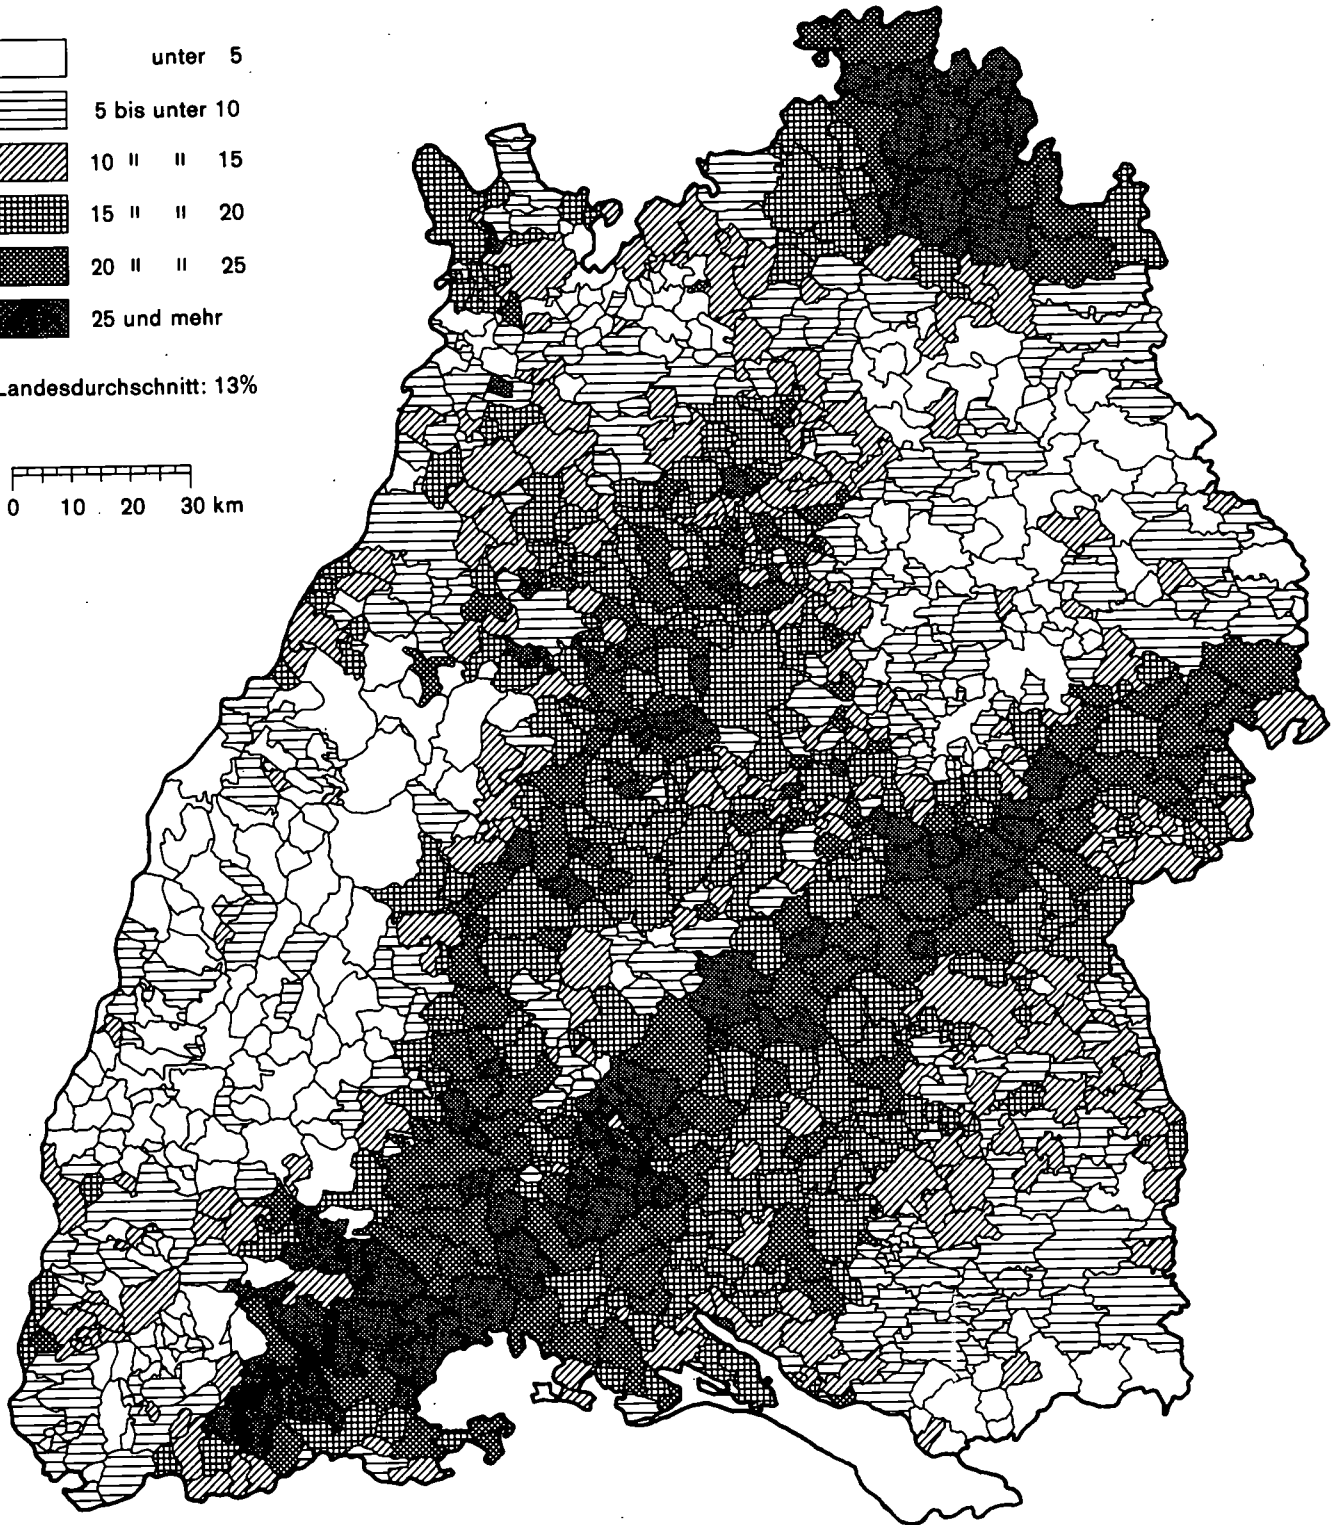 unter 5
5 bis unter 10
10 " " 15
15 " " 20
20 " " 25
25 und mehr
Landesdurchschnitt: 13%
0 10 20 30 km